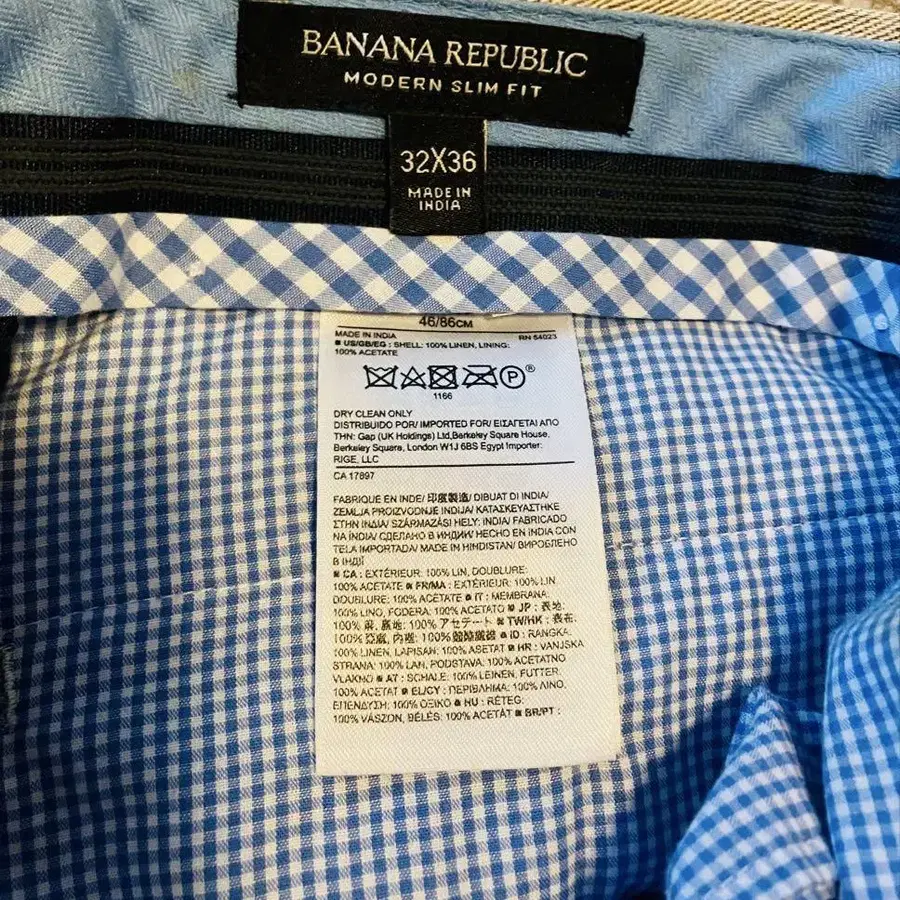 BANANA REPUBLIC
MODERN SLIM FIT
32X36
MADE IN
INDIA
46/86CM
MADE IN INDIA RN 54023
■ US/GB/EG : SHELL: 100% LINEN, LINING:
100% ACETATE
P ®
1166
DRY CLEAN ONLY
DISTRIBUIDO POR/ IMPORTED FOR/ ΕΙΣΑΓΕΤΑΙ ΑΠΟ
ΤΗΝ: Gap (UK Holdings) Ltd,Berkeley Square House,
Berkeley Square, London W1J 6BS Egypt Importer:
RIGE, LLC
CA 17897
FABRIQUE EN INDE/ 印度製造/ DIBUAT DI INDIA/
ZEMLJA PROIZVODNJE INDIJA/ ΚΑΤΑΣΚΕΥΑΣΤΗΚΕ
ΣΤΗΝ ΙΝΔΙΑ/ SZÁRMAZÁSI HELY: INDIA/ FABRICADO
NA ÍNDIA/ СДЕЛАНО В ИНДИИ/ HECHO EN INDIA CON
TELA IMPORTADA/ MADE IN HINDISTAN/ ВИРОБЛЕНО
В ІНДІЇ
■ CA : EXTÉRIEUR: 100% LIN, DOUBLURE:
100% ACETATE ■ FR/MA : EXTÉRIEUR: 100% LIN,
DOUBLURE: 100% ACETATE ■ IT : MEMBRANA:
100% LINO, FODERA: 100% ACETATO ■ JP : 表地:
100% 麻, 裏地: 100% アセテート ■ TW/HK : 表布:
100% 亞麻, 内裡: 100% ■ ID : RANGKA:
100% LINEN, LAPISAN: 100% ASETAT ■ HR : VANJSKA
STRANA: 100% LAN, PODSTAVA: 100% ACETATNO
VLAKNO ■ AT : SCHALE: 100% LEINEN, FUTTER:
100% ACETAT ■ EL/CY : ΠΕΡΙΒΛΗΜΑ: 100% ΛΙΝΟ,
ΕΠΕΝΔΥΣΗ: 100% ΟΞΙΚΟ ■ HU : RÉTEG:
100% VÁSZON, BÉLÉS: 100% ACETÁT ■ BR/PT :